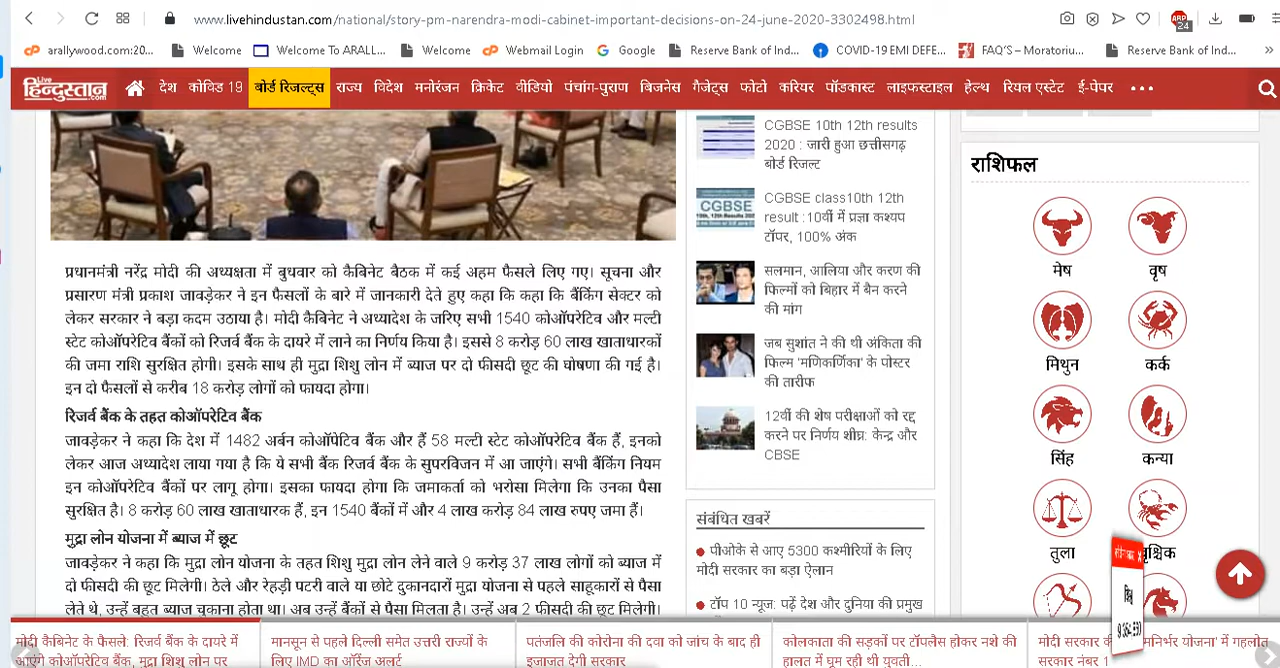 www.livehindustan.com/national/story-pm-narendra-modi-cabinet-important-decisions-on-24-june-2020-3302498.html
24
arallywood.com:20... Welcome Welcome To ARALL... Welcome Webmail Login Google Reserve Bank of Ind... COVID-19 EMI DEFE... FAQ'S – Moratoriu... Reserve Bank of Ind... »
Live
हिन्दुस्तान
.com
देश कोविड 19 बोर्ड रिजल्ट्स राज्य विदेश मनोरंजन क्रिकेट वीडियो पंचांग-पुराण बिजनेस गैजेट्स फोटो करियर पॉडकास्ट लाइफस्टाइल हेल्थ रियल एस्टेट ई-पेपर
प्रधानमंत्री नरेंद्र मोदी की अध्यक्षता में बुधवार को कैबिनेट बैठक में कई अहम फैसले लिए गए। सूचना और
प्रसारण मंत्री प्रकाश जावड़ेकर ने इन फैसलों के बारे में जानकारी देते हुए कहा कि कहा कि बैंकिंग सेक्टर को
लेकर सरकार ने बड़ा कदम उठाया है। मोदी कैबिनेट ने अध्यादेश के जरिए सभी 1540 कोऑपरेटिव और मल्टी
स्टेट कोऑपरेटिव बैंकों को रिजर्व बैंक के दायरे में लाने का निर्णय किया है। इससे 8 करोड़ 60 लाख खाताधारकों
की जमा राशि सुरक्षित होगी। इसके साथ ही मुद्रा शिशु लोन में ब्याज पर दो फीसदी छूट की घोषणा की गई है।
इन दो फैसलों से करीब 18 करोड़ लोगों को फायदा होगा।
रिजर्व बैंक के तहत कोऑपरेटिव बैंक
जावड़ेकर ने कहा कि देश में 1482 अर्बन कोऑपेटिव बैंक और हैं 58 मल्टी स्टेट कोऑपरेटिव बैंक हैं, इनको
लेकर आज अध्यादेश लाया गया है कि ये सभी बैंक रिजर्व बैंक के सुपरविजन में आ जाएंगे। सभी बैंकिंग नियम
इन कोऑपरेटिव बैंकों पर लागू होगा। इसका फायदा होगा कि जमाकर्ता को भरोसा मिलेगा कि उनका पैसा
सुरक्षित है। 8 करोड़ 60 लाख खाताधारक हैं, इन 1540 बैंकों में और 4 लाख करोड़ 84 लाख रुपए जमा हैं।
मुद्रा लोन योजना में ब्याज में छूट
जावड़ेकर ने कहा कि मुद्रा लोन योजना के तहत शिशु मुद्रा लोन लेने वाले 9 करोड़ 37 लाख लोगों को ब्याज में
दो फीसदी की छूट मिलेगी। ठेले और रेहड़ी पटरी वाले या छोटे दुकानदारों मुद्रा योजना से पहले साहूकारों से पैसा
लेते थे, उन्हें बहुत ब्याज चुकाना होता था। अब उन्हें बैंकों से पैसा मिलता है। उन्हें अब 2 फीसदी की छूट मिलेगी।
CGBSE 10th 12th results
2020 : जारी हुआ छत्तीसगढ़
बोर्ड रिजल्ट
CGBSE
CGBSE class10th 12th
result :10वीं में प्रज्ञा कश्यप
टॉपर, 100% अंक
सलमान, आलिया और करण की
फिल्मों को बिहार में बैन करने
की मांग
जब सुशांत ने की थी अंकिता की
फिल्म 'मणिकर्णिका' के पोस्टर
की तारीफ
12वीं की शेष परीक्षाओं को रद्द
करने पर निर्णय शीघ्र: केन्द्र और
CBSE
संबंधित खबरें
पीओके से आए 5300 कश्मीरियों के लिए
मोदी सरकार का बड़ा ऐलान
टॉप 10 न्यूज: पढ़ें देश और दुनिया की प्रमुख
राशिफल
मेष वृष
मिथुन कर्क
सिंह कन्या
तुला वृश्चिक
मोदी कैबिनेट के फैसले: रिजर्व बैंक के दायरे में
आएंगे कोऑपरेटिव बैंक, मुद्रा शिशु लोन पर
मानसून से पहले दिल्ली समेत उत्तरी राज्यों के
लिए IMD का ऑरेंज अलर्ट
पतंजलि की कोरोना की दवा को जांच के बाद ही
इजाजत देगी सरकार
कोलकाता की सड़कों पर टॉपलैस होकर नशे की
हालत में घूम रही थी युवती...
मोदी सरकार की मनिर्भर योजना' में गहलोत
सरकार नंबर 1